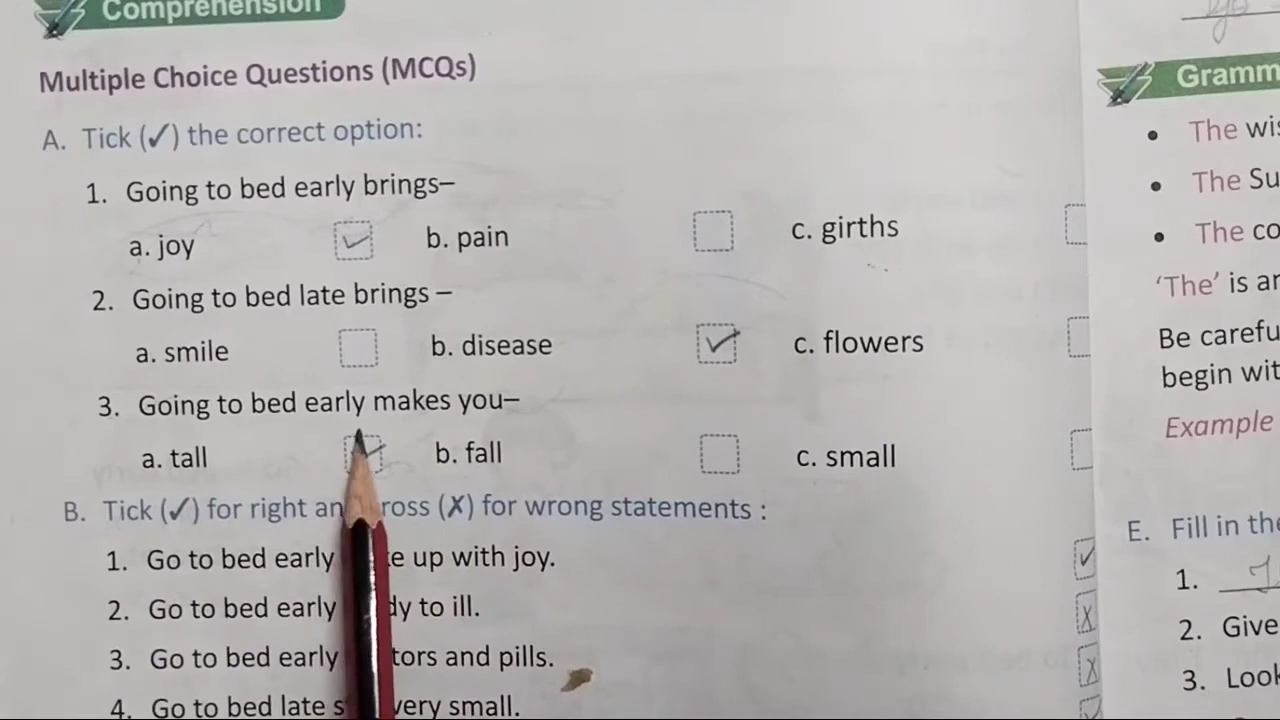 Comprehension
Multiple Choice Questions (MCQs)
A. Tick (✓) the correct option:
1. Going to bed early brings–
a. joy ✓ b. pain c. girths
2. Going to bed late brings –
a. smile b. disease ✓ c. flowers
3. Going to bed early makes you–
a. tall ✓ b. fall c. small
B. Tick (✓) for right an ross (✗) for wrong statements :
1. Go to bed early e up with joy. ✓
2. Go to bed early dy to ill. X
3. Go to bed early tors and pills. X
4. Go to bed late s very small.
Gramm
• The wis
• The Su
• The co
‘The’ is ar
Be carefu
begin wit
Example
E. Fill in the
1.
2. Give
3. Look